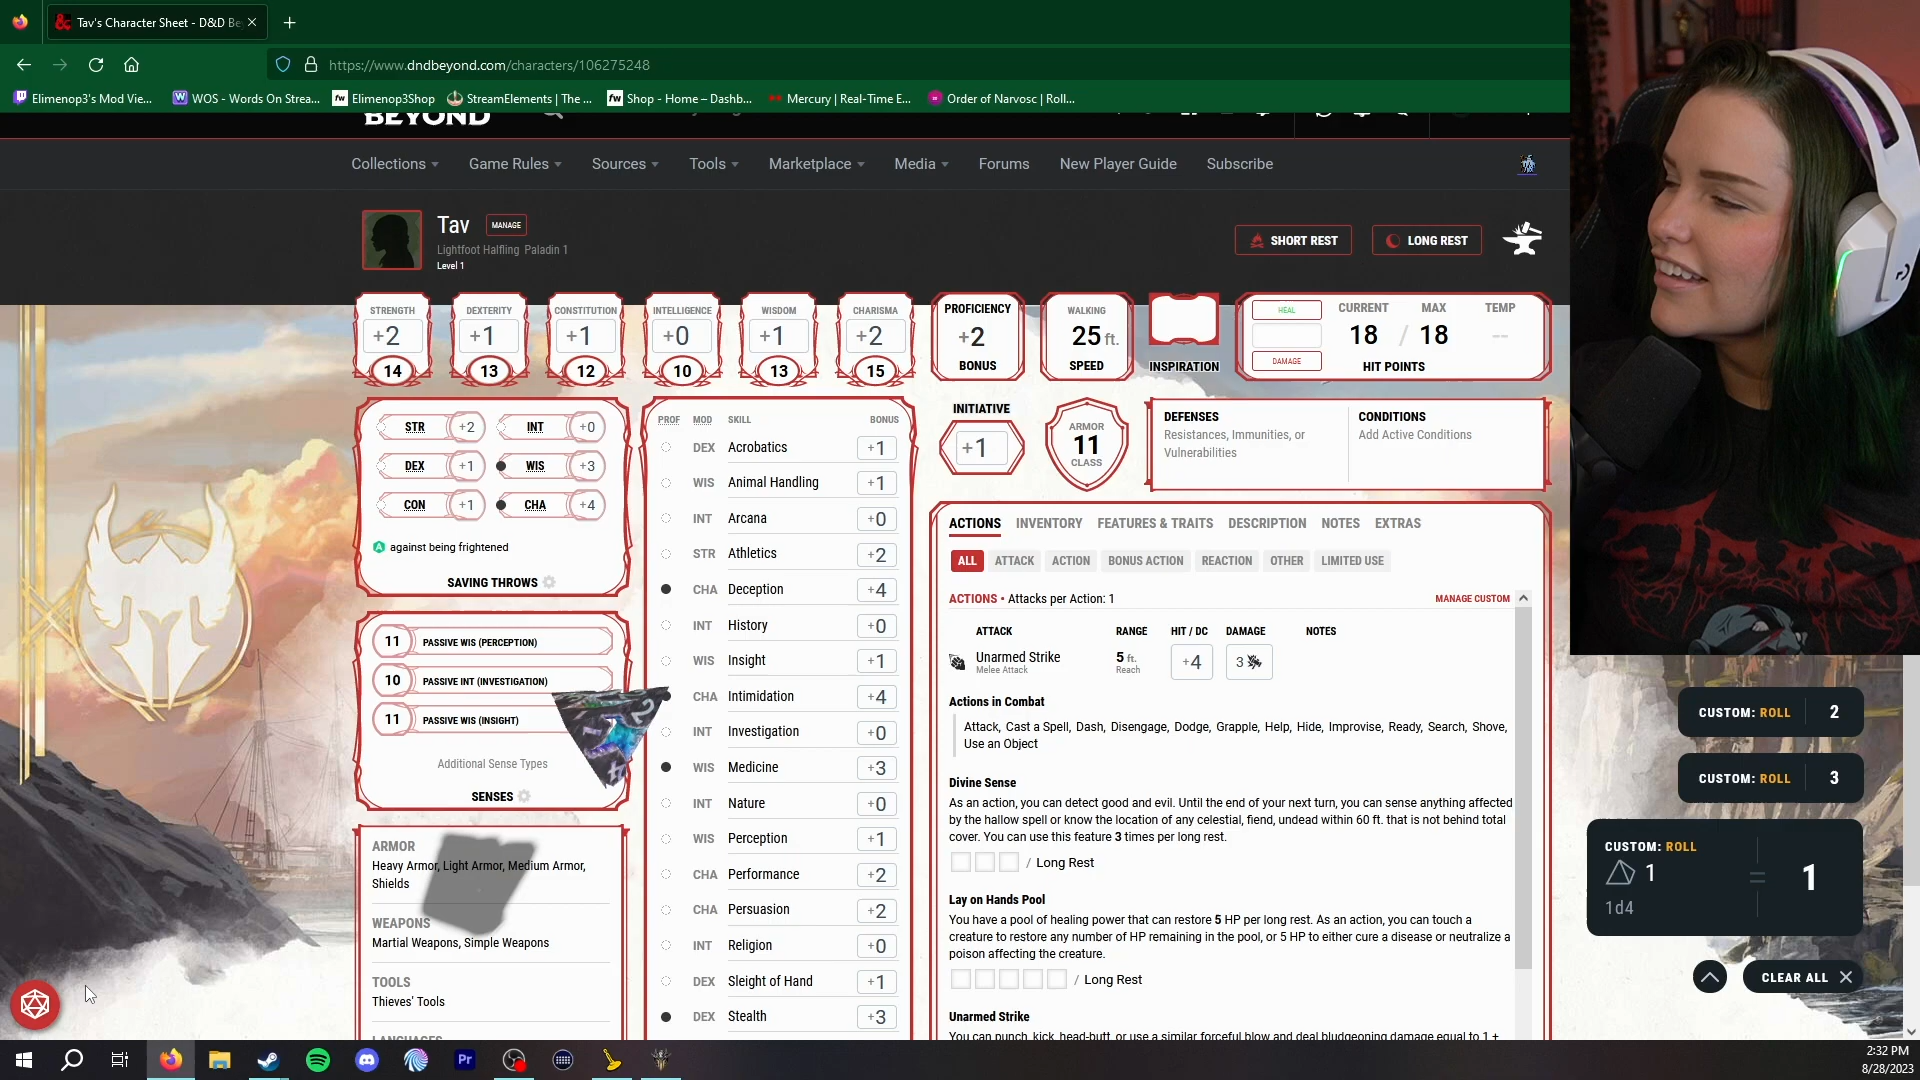 Tav's Character Sheet - D&D Be
https://www.dndbeyond.com/characters/106275248
Elimenop3's Mod Vie...
WOS - Words On Strea...
Elimenop3Shop
StreamElements | The ...
Shop - Home – Dashb...
Mercury | Real-Time E...
Order of Narvosc | Roll...
BEYOND
Collections
Game Rules
Sources
Tools
Marketplace
Media
Forums
New Player Guide
Subscribe
Tav
MANAGE
Lightfoot Halfling Paladin 1
Level 1
SHORT REST
LONG REST
STRENGTH
+2
14
DEXTERITY
+1
13
CONSTITUTION
+1
12
INTELLIGENCE
+0
10
WISDOM
+1
13
CHARISMA
+2
15
PROFICIENCY
+2
BONUS
WALKING
25 ft.
SPEED
INSPIRATION
HEAL
DAMAGE
CURRENT MAX TEMP
18 / 18 --
HIT POINTS
STR +2 INT +0
DEX +1 WIS +3
CON +1 CHA +4
against being frightened
SAVING THROWS
11 PASSIVE WIS (PERCEPTION)
10 PASSIVE INT (INVESTIGATION)
11 PASSIVE WIS (INSIGHT)
Additional Sense Types
SENSES
ARMOR
Heavy Armor, Light Armor, Medium Armor,
Shields
WEAPONS
Martial Weapons, Simple Weapons
TOOLS
Thieves' Tools
PROF MOD SKILL BONUS
DEX Acrobatics +1
WIS Animal Handling +1
INT Arcana +0
STR Athletics +2
CHA Deception +4
INT History +0
WIS Insight +1
CHA Intimidation +4
INT Investigation +0
WIS Medicine +3
INT Nature +0
WIS Perception +1
CHA Performance +2
CHA Persuasion +2
INT Religion +0
DEX Sleight of Hand +1
DEX Stealth +3
INITIATIVE
+1
ARMOR
11
CLASS
DEFENSES
Resistances, Immunities, or
Vulnerabilities
CONDITIONS
Add Active Conditions
ACTIONS INVENTORY FEATURES & TRAITS DESCRIPTION NOTES EXTRAS
ALL ATTACK ACTION BONUS ACTION REACTION OTHER LIMITED USE
ACTIONS • Attacks per Action: 1
MANAGE CUSTOM
ATTACK RANGE HIT / DC DAMAGE NOTES
Unarmed Strike 5 ft. +4 3
Melee Attack Reach
Actions in Combat
Attack, Cast a Spell, Dash, Disengage, Dodge, Grapple, Help, Hide, Improvise, Ready, Search, Shove,
Use an Object
Divine Sense
As an action, you can detect good and evil. Until the end of your next turn, you can sense anything affected
by the hallow spell or know the location of any celestial, fiend, undead within 60 ft. that is not behind total
cover. You can use this feature 3 times per long rest.
/ Long Rest
Lay on Hands Pool
You have a pool of healing power that can restore 5 HP per long rest. As an action, you can touch a
creature to restore any number of HP remaining in the pool, or 5 HP to either cure a disease or neutralize a
poison affecting the creature.
/ Long Rest
Unarmed Strike
You can punch, kick, head-butt, or use a similar forceful blow and deal bludgeoning damage equal to 1 +
CUSTOM: ROLL 2
CUSTOM: ROLL 3
CUSTOM: ROLL
1 = 1
1d4
CLEAR ALL
Pr
2:32 PM
8/28/2023